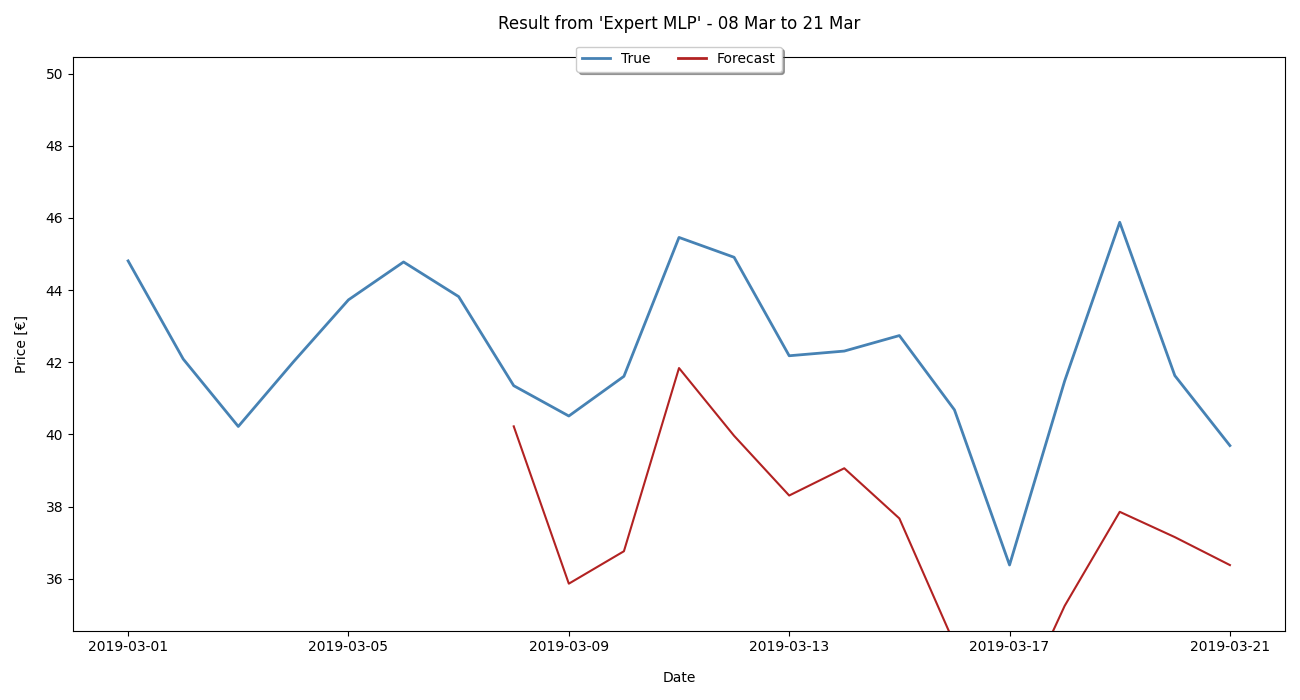 Result from 'Expert MLP' - 08 Mar to 21 Mar
True Forecast
50
48
46
44
42
40
38
36
Price [€]
2019-03-01 2019-03-05 2019-03-09 2019-03-13 2019-03-17 2019-03-21
Date